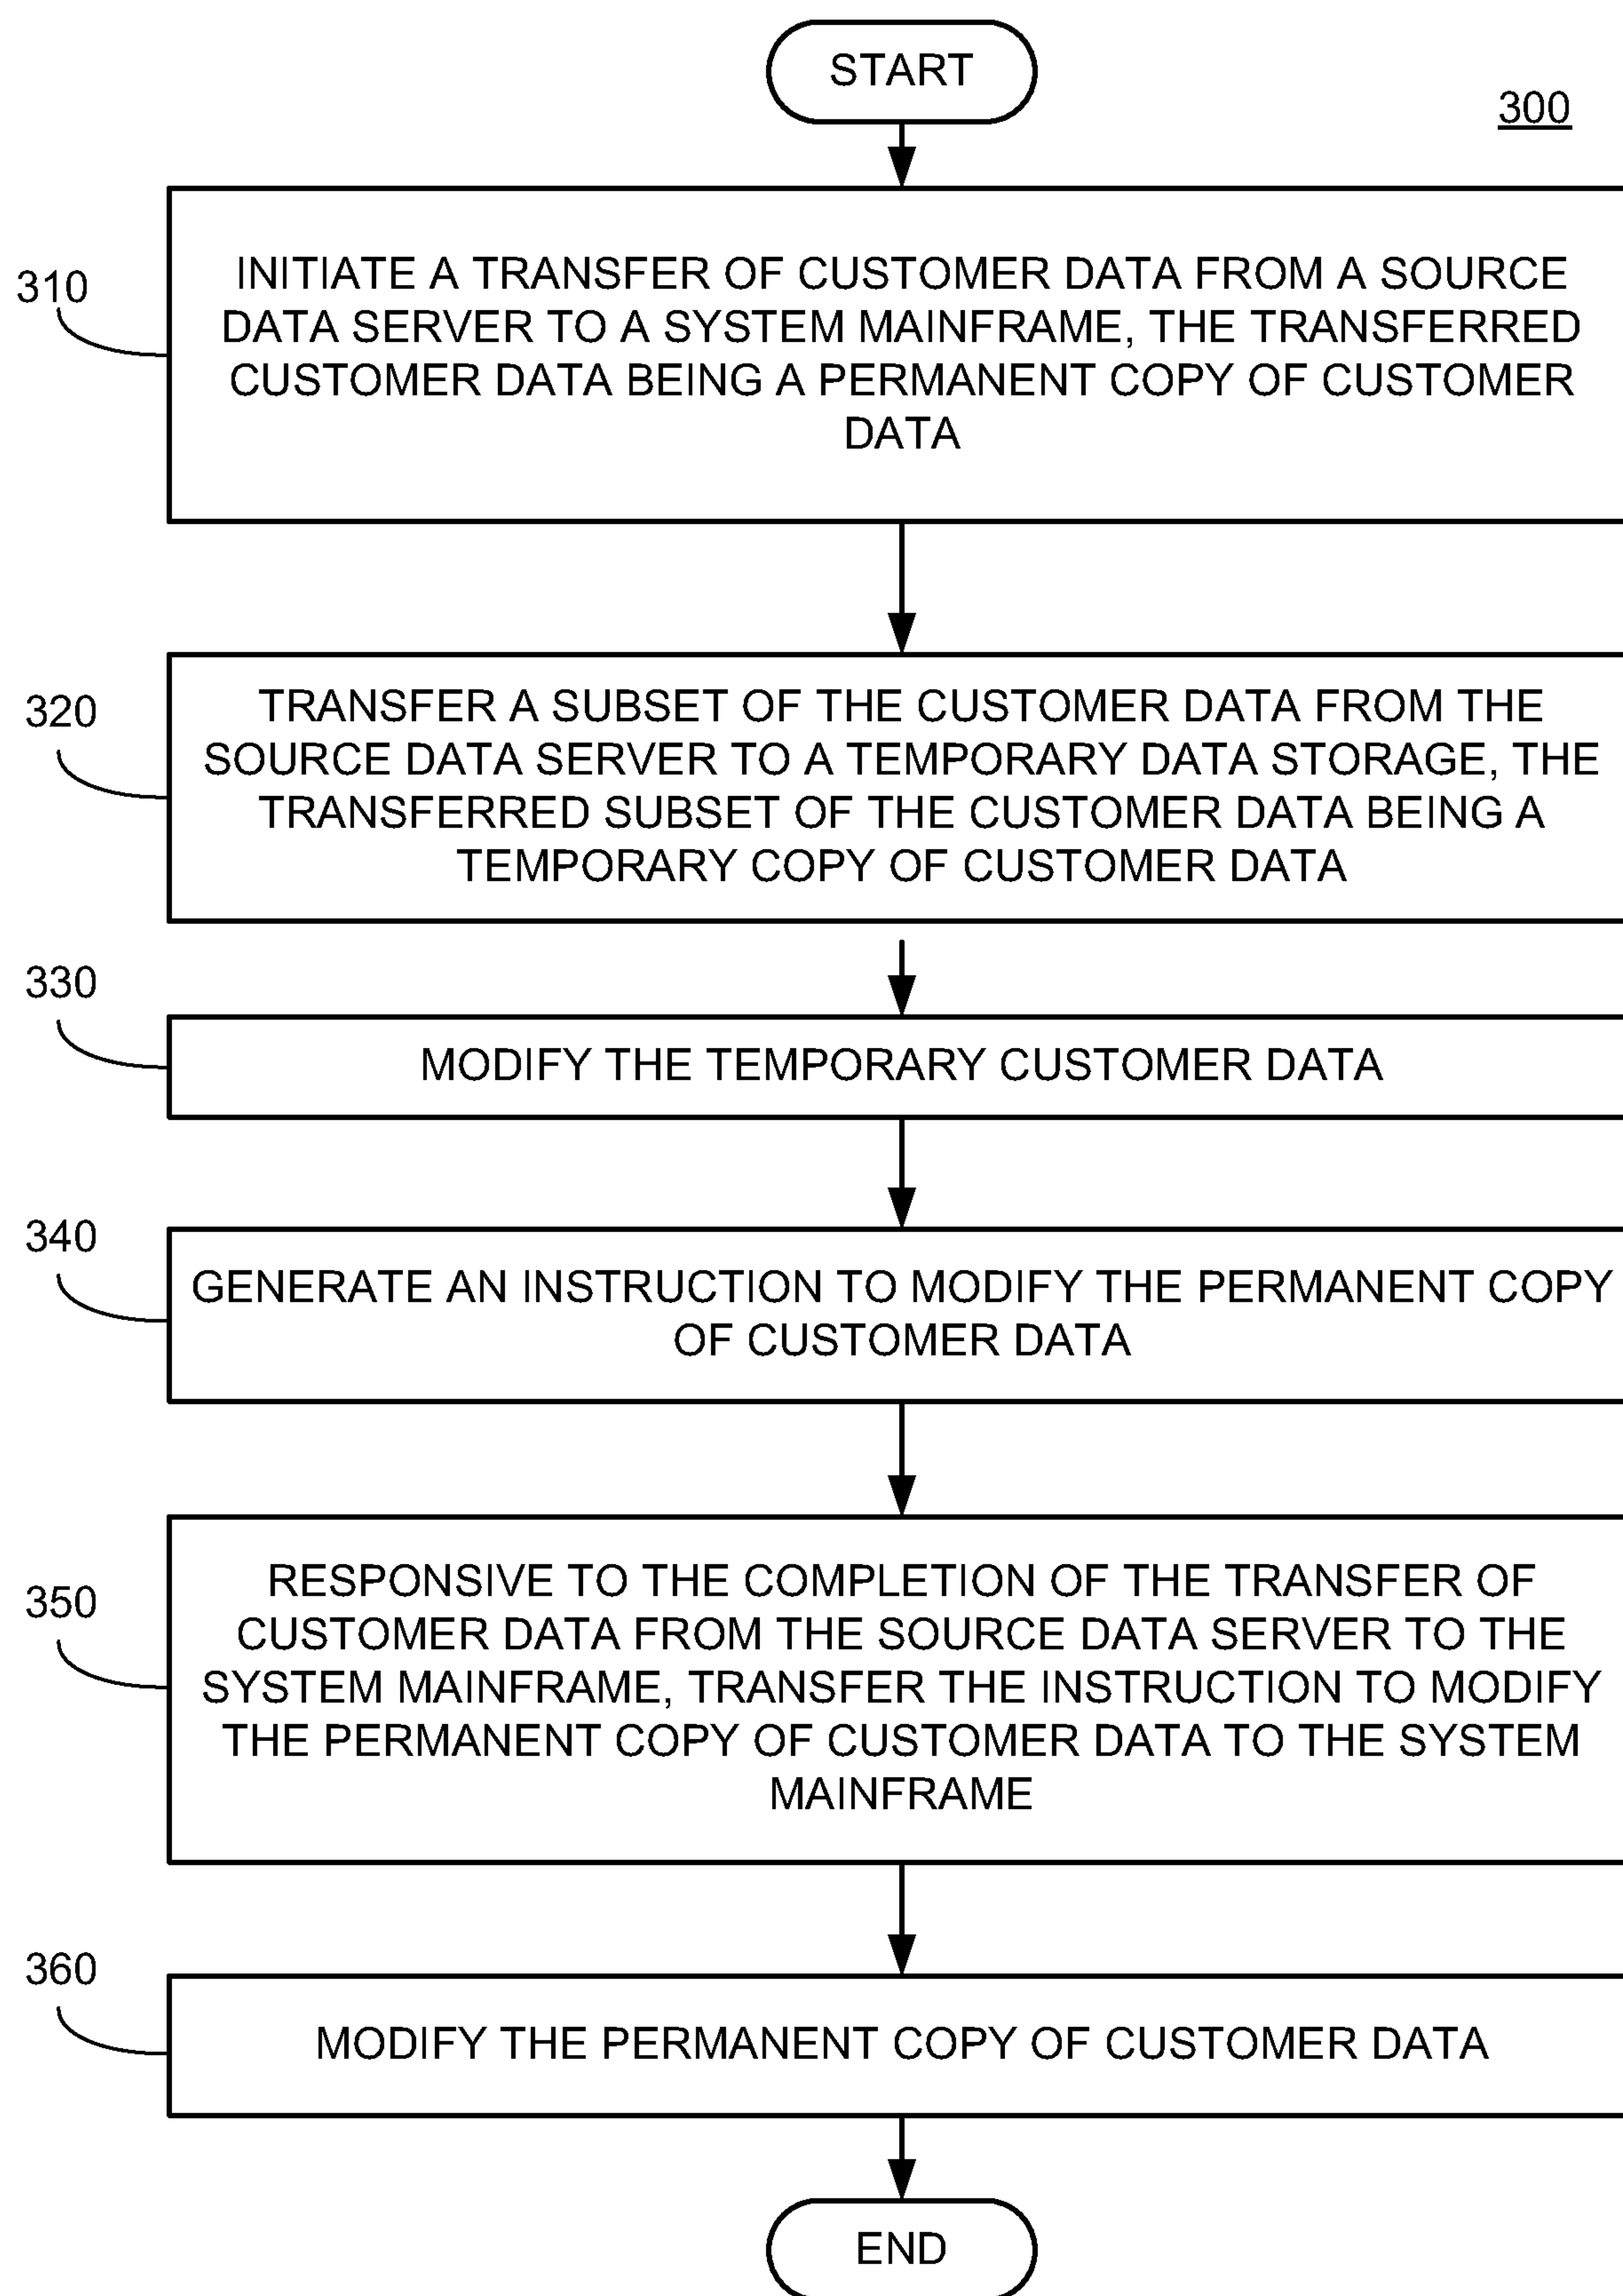 START
300
310
INITIATE A TRANSFER OF CUSTOMER DATA FROM A SOURCE
DATA SERVER TO A SYSTEM MAINFRAME, THE TRANSFERRED
CUSTOMER DATA BEING A PERMANENT COPY OF CUSTOMER
DATA
320
TRANSFER A SUBSET OF THE CUSTOMER DATA FROM THE
SOURCE DATA SERVER TO A TEMPORARY DATA STORAGE, THE
TRANSFERRED SUBSET OF THE CUSTOMER DATA BEING A
TEMPORARY COPY OF CUSTOMER DATA
330
MODIFY THE TEMPORARY CUSTOMER DATA
340
GENERATE AN INSTRUCTION TO MODIFY THE PERMANENT COPY
OF CUSTOMER DATA
350
RESPONSIVE TO THE COMPLETION OF THE TRANSFER OF
CUSTOMER DATA FROM THE SOURCE DATA SERVER TO THE
SYSTEM MAINFRAME, TRANSFER THE INSTRUCTION TO MODIFY
THE PERMANENT COPY OF CUSTOMER DATA TO THE SYSTEM
MAINFRAME
360
MODIFY THE PERMANENT COPY OF CUSTOMER DATA
END